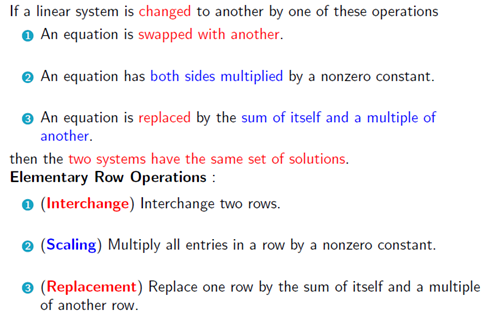 If a linear system is changed to another by one of these operations
1 An equation is swapped with another.
2 An equation has both sides multiplied by a nonzero constant.
3 An equation is replaced by the sum of itself and a multiple of
another.
then the two systems have the same set of solutions.
Elementary Row Operations :
1 (Interchange) Interchange two rows.
2 (Scaling) Multiply all entries in a row by a nonzero constant.
3 (Replacement) Replace one row by the sum of itself and a multiple
of another row.